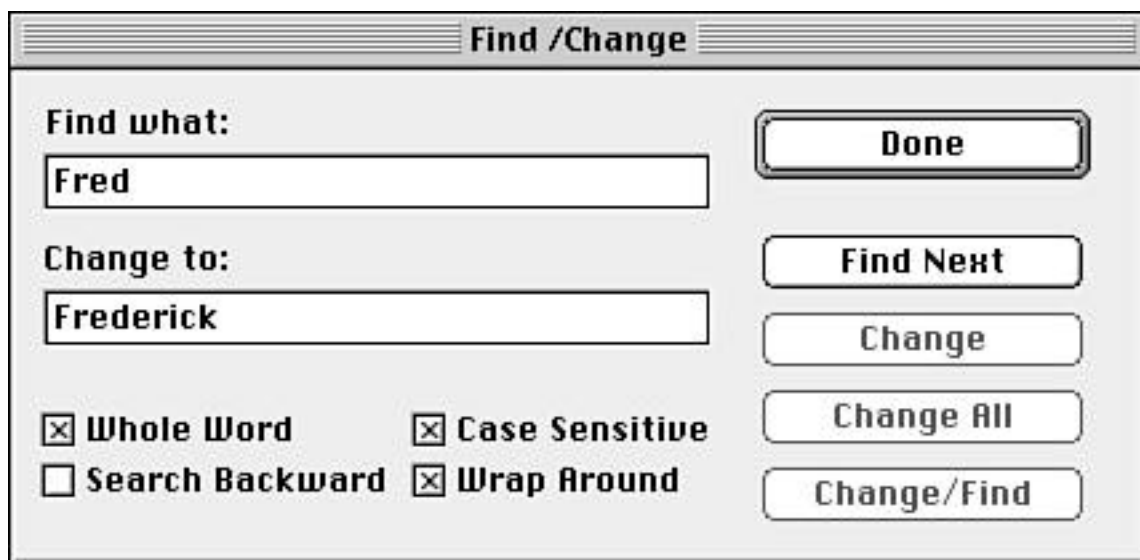 Find /Change
Find what:
Fred
Change to:
Frederick
Whole Word
Case Sensitive
Search Backward
Wrap Around
Done
Find Next
Change
Change All
Change/Find